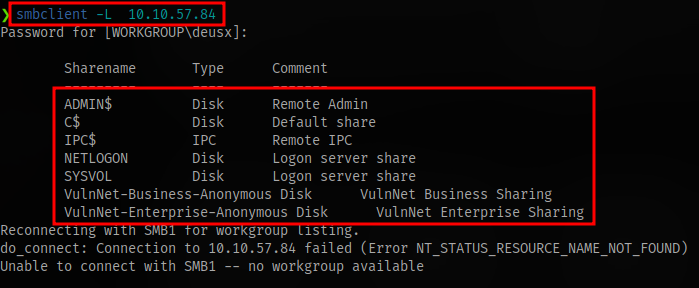 ❯ smbclient -L 10.10.57.84
Password for [WORKGROUP\deusx]:
Sharename Type Comment
--------- ---- -------
ADMIN$ Disk Remote Admin
C$ Disk Default share
IPC$ IPC Remote IPC
NETLOGON Disk Logon server share
SYSVOL Disk Logon server share
VulnNet-Business-Anonymous Disk VulnNet Business Sharing
VulnNet-Enterprise-Anonymous Disk VulnNet Enterprise Sharing
Reconnecting with SMB1 for workgroup listing.
do_connect: Connection to 10.10.57.84 failed (Error NT_STATUS_RESOURCE_NAME_NOT_FOUND)
Unable to connect with SMB1 -- no workgroup available